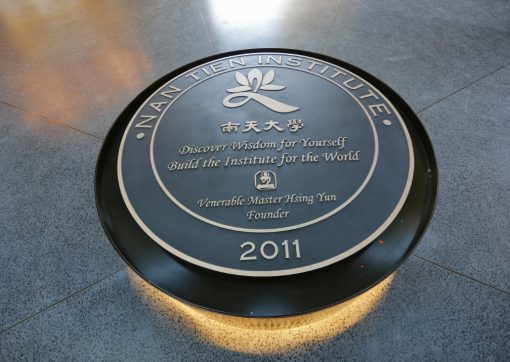 • NAN TIEN INSTITUTE •
南天大學
Discover Wisdom for Yourself
Build the Institute for the World
Venerable Master Hsing Yun
Founder
2011